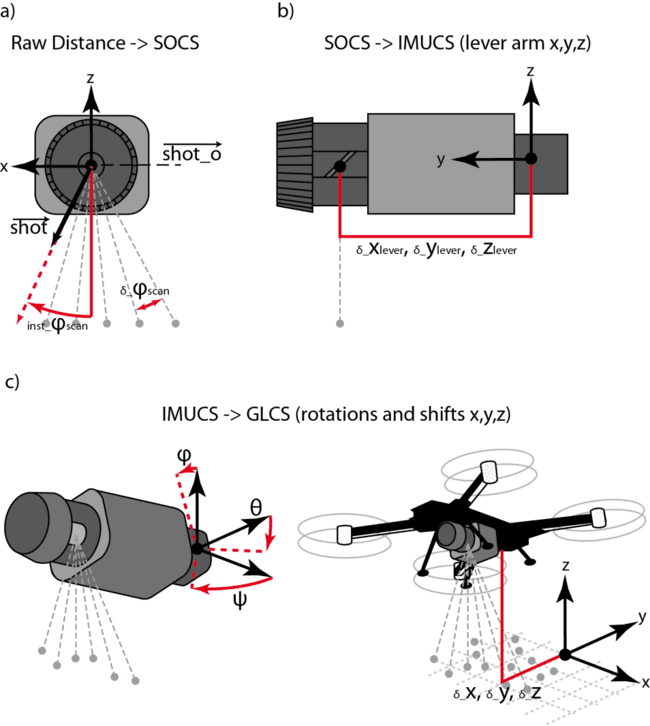 a)
Raw Distance -> SOCS
z
x
shot_o
shot
δ_φscan
inst_φscan
b)
SOCS -> IMUCS (lever arm x,y,z)
z
y
δ_xlever, δ_ylever, δ_zlever
c)
IMUCS -> GLCS (rotations and shifts x,y,z)
φ
θ
ψ
z
y
x
δ_x, δ_y, δ_z